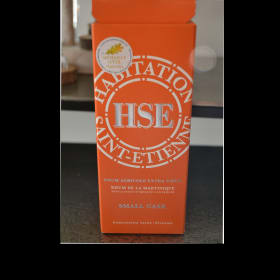 HABITATION
HSE
SAINT-ETIENNE
RHUM AGRICOLE EXTRA VIEUX
RHUM DE LA MARTINIQUE
SMALL CASK